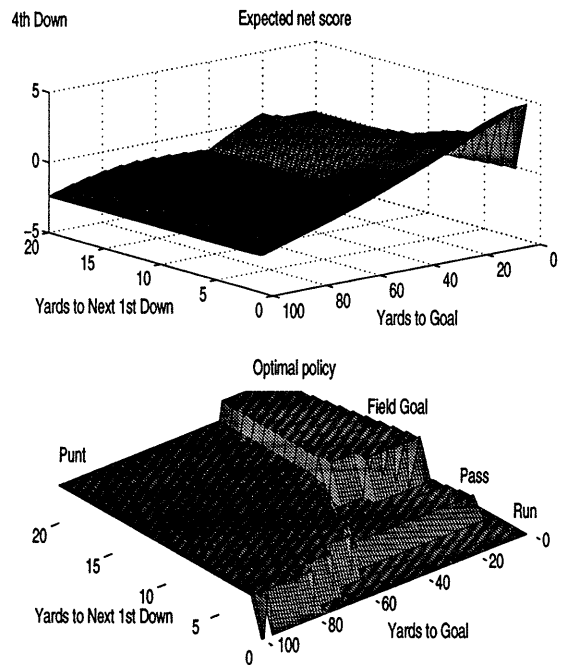 4th Down
Expected net score
5
0
-5
20
15
10
5
0
100
80
60
40
20
0
Yards to Next 1st Down
Yards to Goal
Optimal policy
Field Goal
Punt
Pass
Run
20
15
10
5
0
100
80
60
40
20
0
Yards to Next 1st Down
Yards to Goal